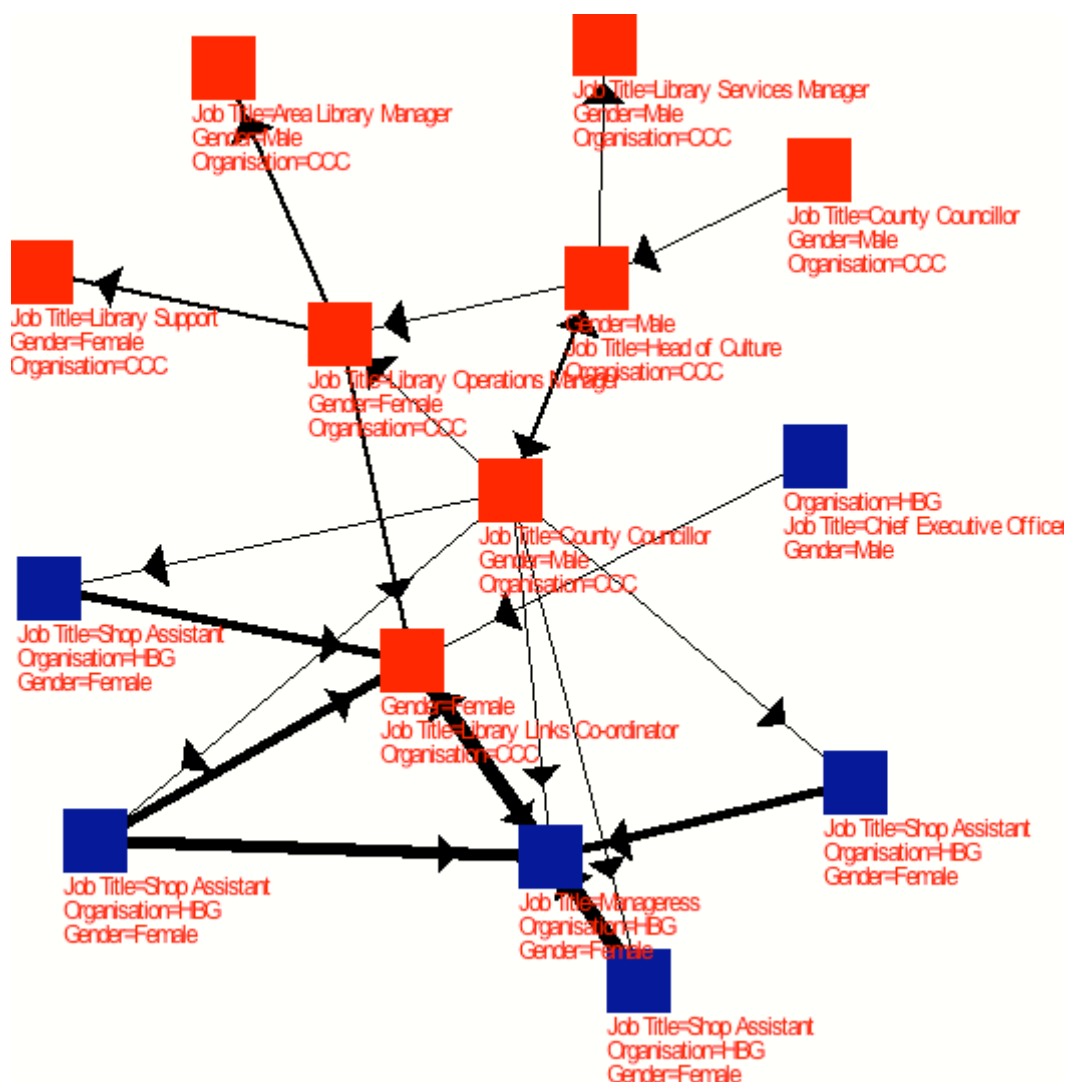 Job Title=Area Library Manager
Gender=Male
Organisation=CCC
Job Title=Library Services Manager
Gender=Male
Organisation=CCC
Job Title=County Councillor
Gender=Male
Organisation=CCC
Job Title=Library Support
Gender=Female
Organisation=CCC
Gender=Male
Job Title=Head of Culture
Organisation=CCC
Job Title=Library Operations Manager
Gender=Female
Organisation=CCC
Organisation=HBG
Job Title=Chief Executive Officer
Gender=Male
Job Title=County Councillor
Gender=Male
Organisation=CCC
Job Title=Shop Assistant
Organisation=HBG
Gender=Female
Gender=Female
Job Title=Library Links Co-ordinator
Organisation=CCC
Job Title=Shop Assistant
Organisation=HBG
Gender=Female
Job Title=Shop Assistant
Organisation=HBG
Gender=Female
Job Title=Manageress
Organisation=HBG
Gender=Female
Job Title=Shop Assistant
Organisation=HBG
Gender=Female